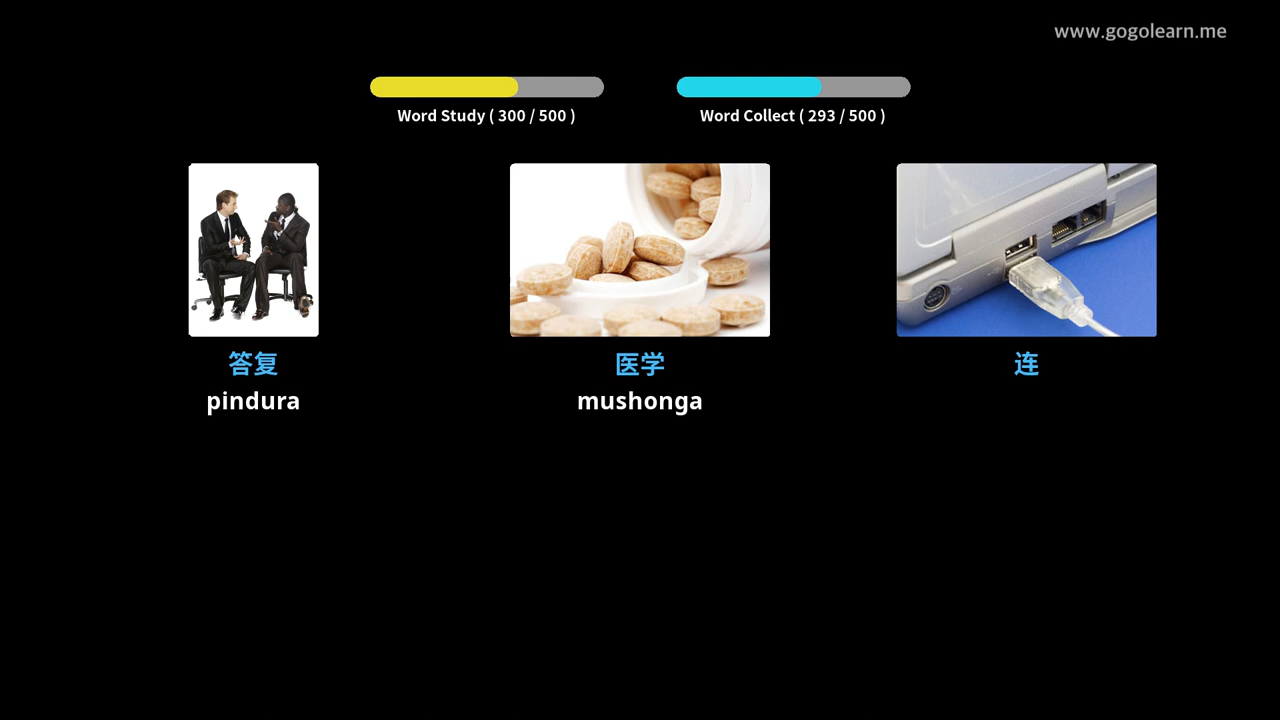 www.gogolearn.me
Word Study ( 300 / 500 )
Word Collect ( 293 / 500 )
答复
pindura
医学
mushonga
连